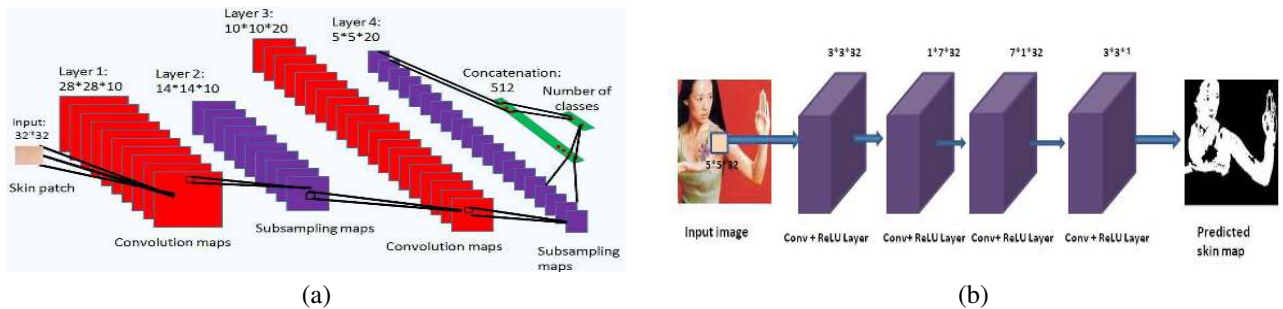 Input:
32*32
Skin patch
Layer 1:
28*28*10
Convolution maps
Layer 2:
14*14*10
Subsampling maps
Layer 3:
10*10*20
Convolution maps
Layer 4:
5*5*20
Subsampling
maps
Concatenation:
512
Number of
classes
(a)
5*5*32
Input image
3*3*32
Conv + ReLU Layer
1*7*32
Conv+ ReLU Layer
7*1*32
Conv + ReLU Layer
3*3*1
Conv + ReLU Layer
Predicted
skin map
(b)